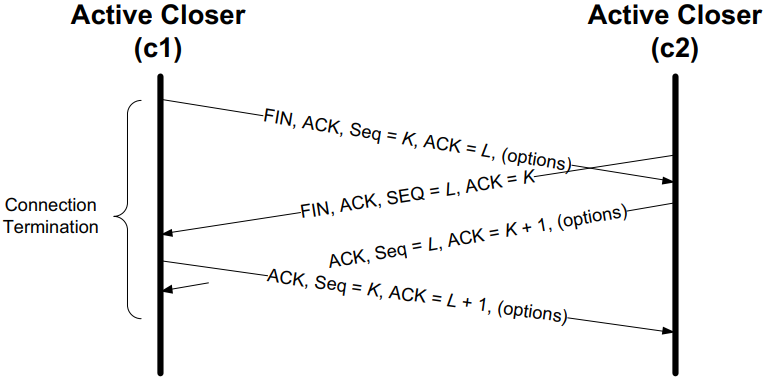 Active Closer
(c1)
Active Closer
(c2)
FIN, ACK, Seq = K, ACK = L, (options)
FIN, ACK, SEQ = L, ACK = K
Connection
Termination
ACK, Seq = L, ACK = K + 1, (options)
ACK, Seq = K, ACK = L + 1, (options)